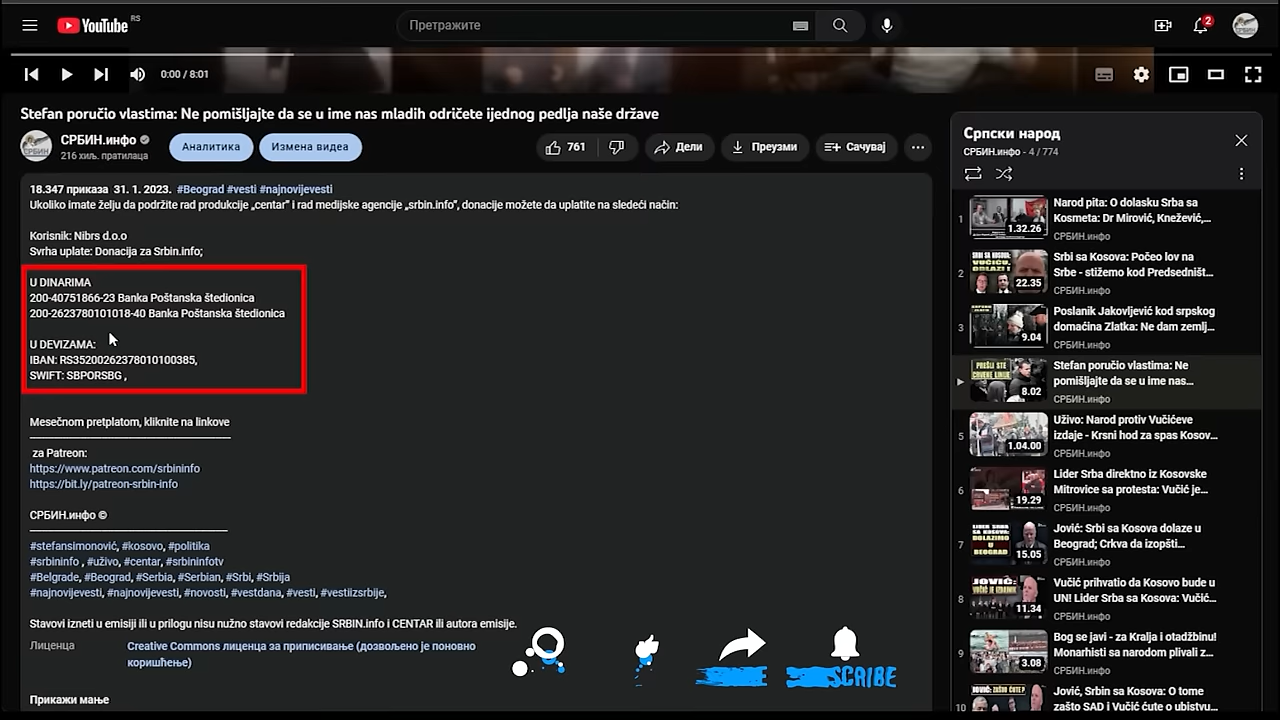 YouTube RS
Претражите
2
0:00 / 8:01
Stefan poručio vlastima: Ne pomišljajte da se u ime nas mladih odričete ijednog pedlja naše države
СРБИН.инфо
216 хиљ. пратилаца
Аналитика
Измена видеа
761
Дели
Преузми
Сачувај
18.347 приказа 31. 1. 2023. #Beograd #vesti #najnovijevesti
Ukoliko imate želju da podržite rad produkcije „centar" i rad medijske agencije „srbin.info", donacije možete da uplatite na sledeći način:
Korisnik: Nibrs d.o.o
Svrha uplate: Donacija za Srbin.info;
U DINARIMA
200-40751866-23 Banka Poštanska štedionica
200-2623780101018-40 Banka Poštanska štedionica
U DEVIZAMA:
IBAN: RS35200262378010100385,
SWIFT: SBPORSBG ,
Mesečnom pretplatom, kliknite na linkove
za Patreon:
https://www.patreon.com/srbininfo
https://bit.ly/patreon-srbin-info
СРБИН.инфо ©
#stefansimonović, #kosovo, #politika
#srbininfo , #uživo, #centar, #srbininfotv
#Belgrade, #Beograd, #Serbia, #Serbian, #Srbi, #Srbija
#najnovijevesti, #najnovijevesti, #novosti, #vestdana, #vesti, #vestiizsrbije,
Stavovi izneti u emisiji ili u prilogu nisu nužno stavovi redakcije SRBIN.info i CENTAR ili autora emisije.
Лиценца
Creative Commons лиценца за приписивање (дозвољено је поновно
коришћење)
Прикажи мање
SCRIBE
Српски народ
СРБИН.инфо - 4 / 774
1
1.32.26
Narod pita: O dolasku Srba sa
Kosmeta: Dr Mirović, Knežević,...
СРБИН.инфо
2
22.35
Srbi sa Kosova: Počeo lov na
Srbe - stižemo kod Predsedništ...
СРБИН.инфо
3
9.04
Poslanik Jakovljević kod srpskog
domaćina Zlatka: Ne dam zemlj...
СРБИН.инфо
PREŠLI STE
CRVENE LINIJE
8.02
Stefan poručio vlastima: Ne
pomišljajte da se u ime nas...
СРБИН.инфо
5
1.04.00
Uživo: Narod protiv Vučićeve
izdaje - Krsni hod za spas Kosov...
СРБИН.инфо
6
19.29
Lider Srba direktno iz Kosovske
Mitrovice sa protesta: Vučić je...
СРБИН.инфо
7
15.05
Jović: Srbi sa Kosova dolaze u
Beograd; Crkva da izopšti...
СРБИН.инфо
8
11.34
Vučić prihvatio da Kosovo bude u
UN! Lider Srba sa Kosova: Vučić...
СРБИН.инфо
9
3.08
Bog se javi - za Kralja i otadžbinu!
Monarhisti sa narodom plivali z...
СРБИН.инфо
10
Jović, Srbin sa Kosova: O tome
zašto SAD i Vučić ćute o ubistvu...